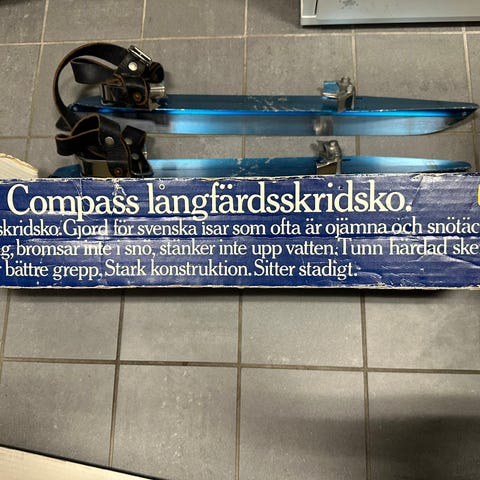 Compass långfärdsskridsko.
skridsko. Gjord för svenska isar som ofta är ojämna och snötäc
g, bromsar inte i snö, stänker inte upp vatten. Tunn härdad ske
bättre grepp. Stark konstruktion. Sitter stadigt.